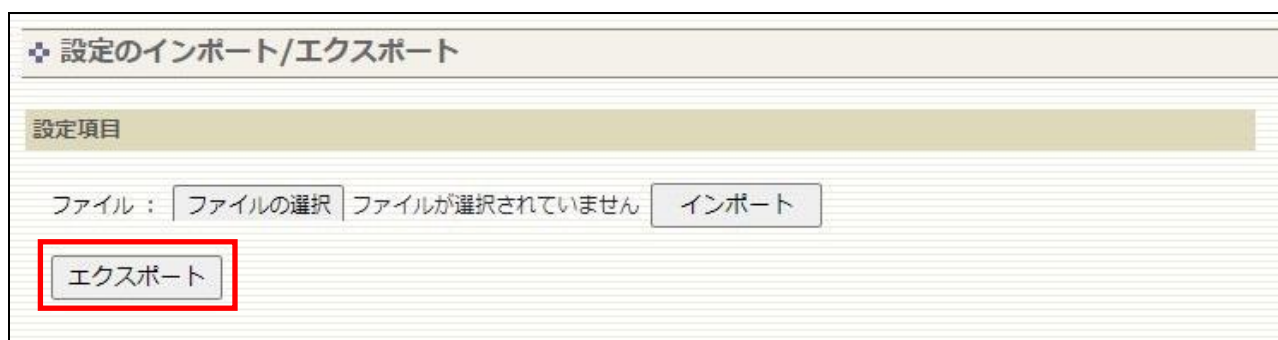 設定のインポート/エクスポート
設定項目
ファイル : ファイルの選択 ファイルが選択されていません インポート
エクスポート